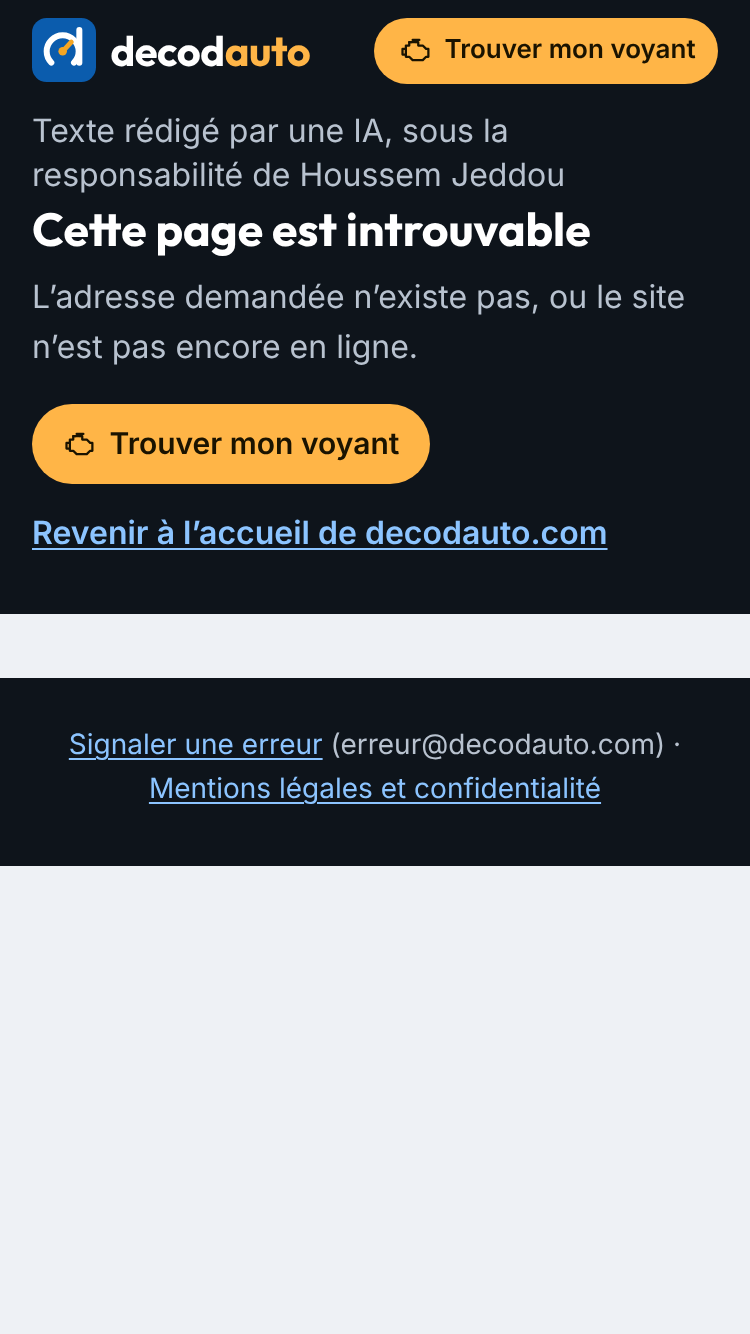 decodauto
Trouver mon voyant
Texte rédigé par une IA, sous la
responsabilité de Houssem Jeddou
Cette page est introuvable
L’adresse demandée n’existe pas, ou le site
n’est pas encore en ligne.
Trouver mon voyant
Revenir à l’accueil de decodauto.com
Signaler une erreur (erreur@decodauto.com) ·
Mentions légales et confidentialité